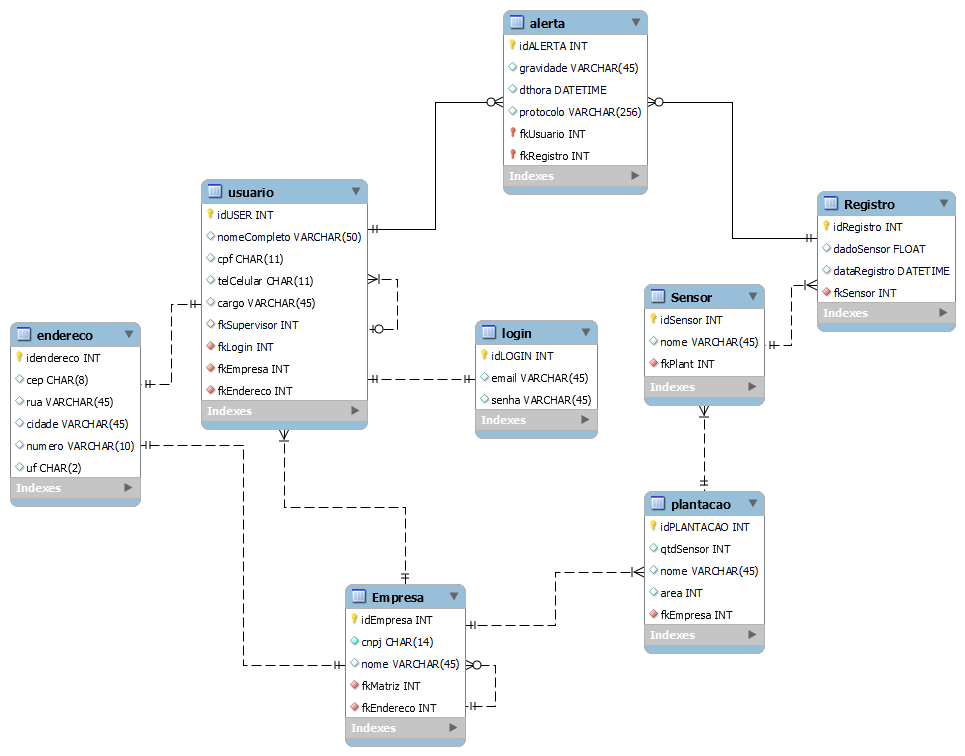 alerta
idALERTA INT
gravidade VARCHAR(45)
dthora DATETIME
protocolo VARCHAR(256)
fkUsuario INT
fkRegistro INT
Indexes
usuario
idUSER INT
nomeCompleto VARCHAR(50)
cpf CHAR(11)
telCelular CHAR(11)
cargo VARCHAR(45)
fkSupervisor INT
fkLogin INT
fkEmpresa INT
fkEndereco INT
Indexes
Registro
idRegistro INT
dadoSensor FLOAT
dataRegistro DATETIME
fkSensor INT
Indexes
Sensor
idSensor INT
nome VARCHAR(45)
fkPlant INT
Indexes
endereco
idendereco INT
cep CHAR(8)
rua VARCHAR(45)
cidade VARCHAR(45)
numero VARCHAR(10)
uf CHAR(2)
Indexes
login
idLOGIN INT
email VARCHAR(45)
senha VARCHAR(45)
Indexes
plantacao
idPLANTACAO INT
qtdSensor INT
nome VARCHAR(45)
area INT
fkEmpresa INT
Indexes
Empresa
idEmpresa INT
cnpj CHAR(14)
nome VARCHAR(45)
fkMatriz INT
fkEndereco INT
Indexes